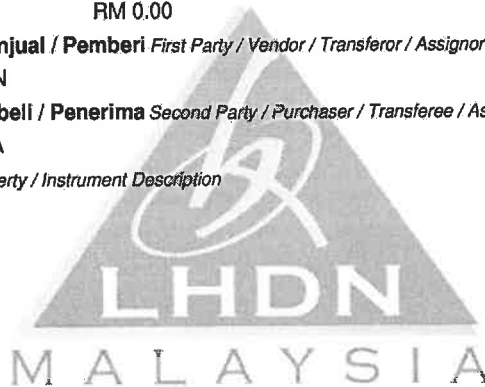 RM 0.00
njual / Pemberi First Party / Vendor / Transferor / Assignor
N
beli / Penerima Second Party / Purchaser / Transferee / As
A
erty / Instrument Description
LHDN
MALAYSIA